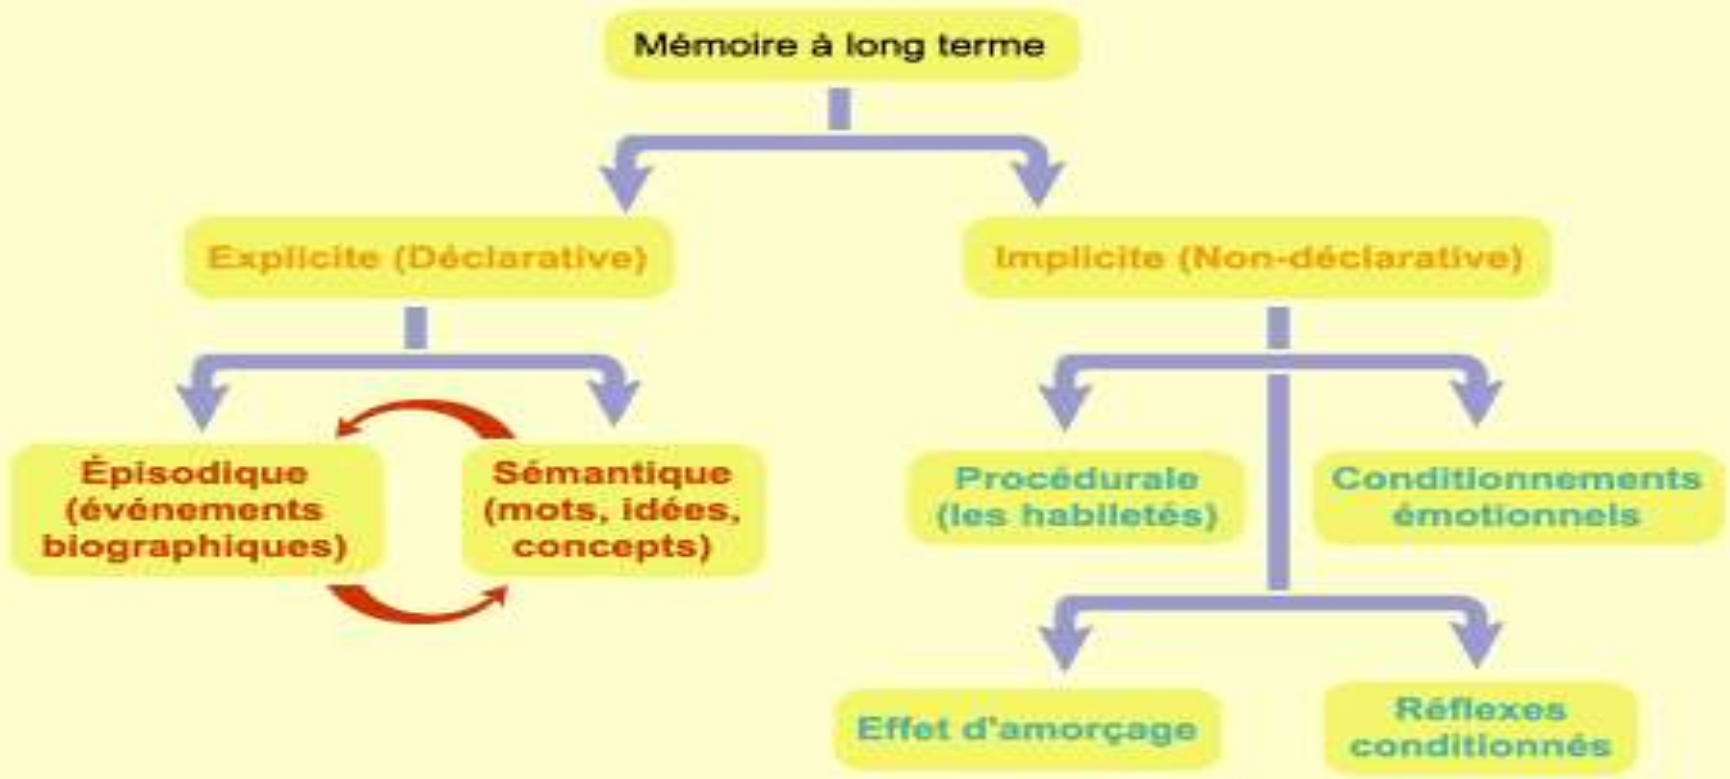 Mémoire à long terme
Explicite (Déclarative)
Implicite (Non-déclarative)
Épisodique
(événements
biographiques)
Sémantique
(mots, idées,
concepts)
Procédurale
(les habiletés)
Conditionnements
émotionnels
Effet d'amorçage
Réflexes
conditionnés